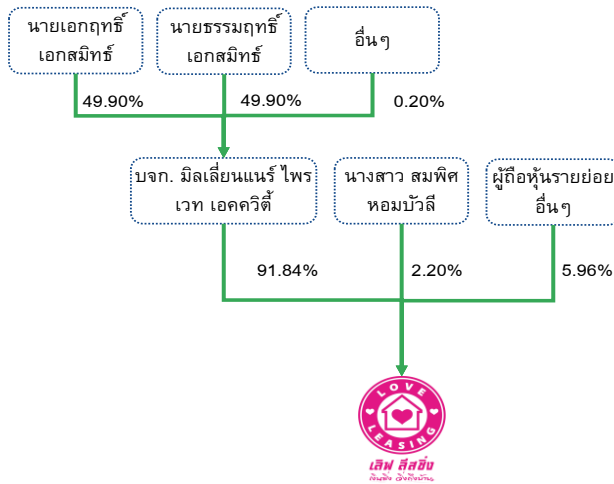 นายเอกฤทธิ์
เอกสมิทธ์
นายธรรมฤทธิ์
เอกสมิทธ์
อื่นๆ
49.90%
49.90%
0.20%
บจก. มิลเลี่ยนแนร์ ไพร
เวท เอคควิตี้
นางสาว สมพิศ
หอมบัวลี
ผู้ถือหุ้นรายย่อย
อื่นๆ
91.84%
2.20%
5.96%
LOVE
LEASING
เลิฟ ลีสซิ่ง